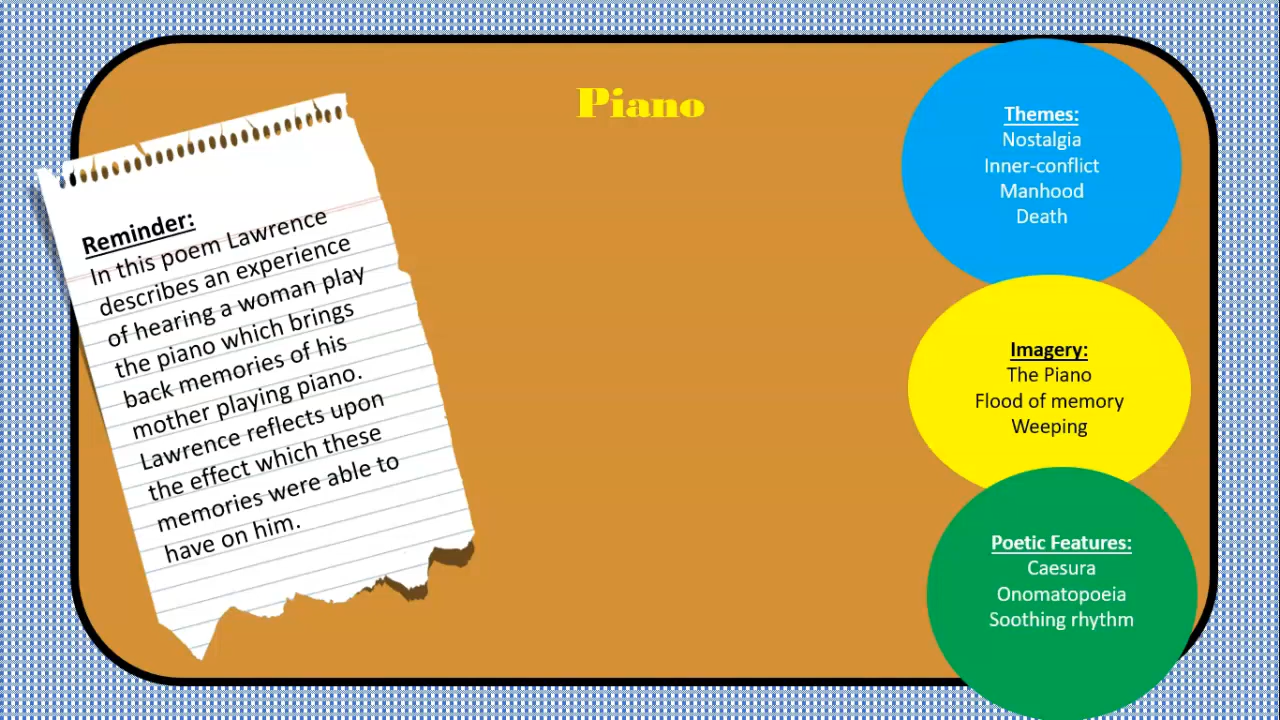 Piano
Reminder:
In this poem Lawrence
describes an experience
of hearing a woman play
the piano which brings
back memories of his
mother playing piano.
Lawrence reflects upon
the effect which these
memories were able to
have on him.
Themes:
Nostalgia
Inner-conflict
Manhood
Death
Imagery:
The Piano
Flood of memory
Weeping
Poetic Features:
Caesura
Onomatopoeia
Soothing rhythm